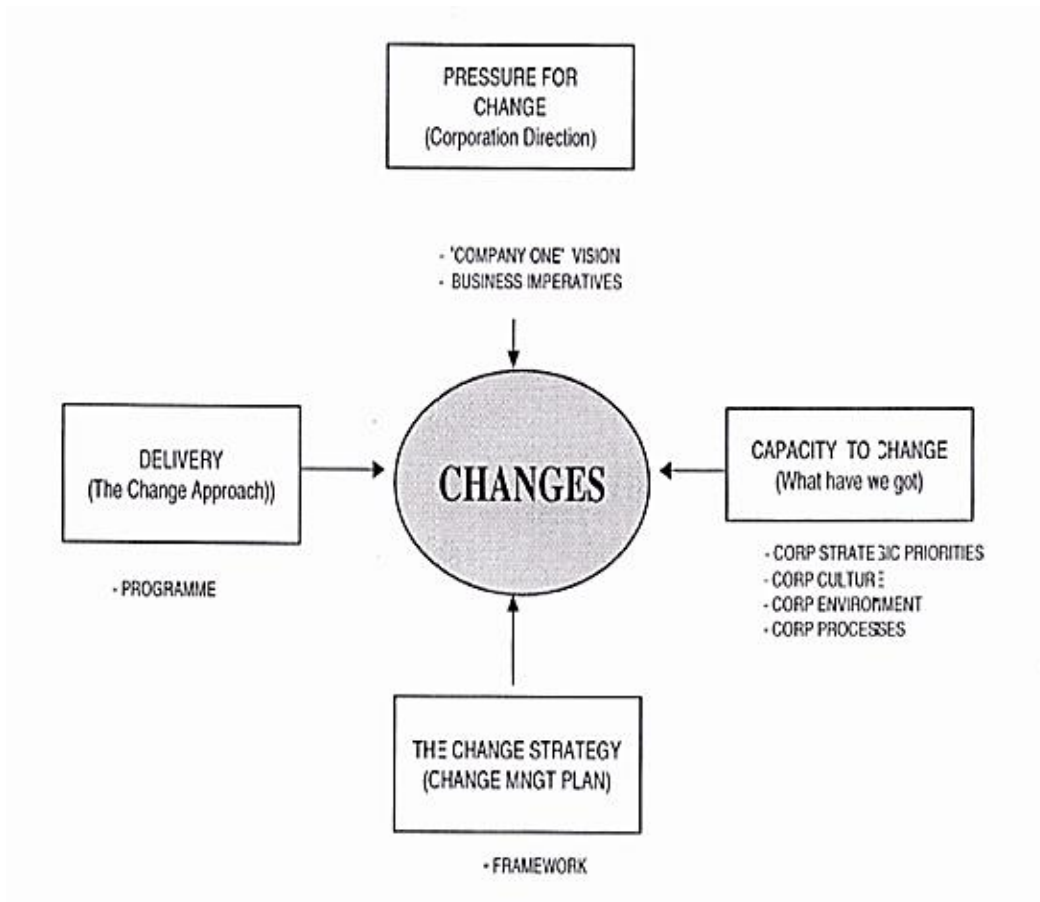 PRESSURE FOR
CHANGE
(Corporation Direction)
- "COMPANY ONE" VISION
- BUSINESS IMPERATIVES
DELIVERY
(The Change Approach))
- PROGRAMME
CHANGES
CAPACITY TO CHANGE
(What have we got)
- CORP STRATEGIC PRIORITIES
- CORP CULTURE
- CORP ENVIRONMENT
- CORP PROCESSES
THE CHANGE STRATEGY
(CHANGE MNGT PLAN)
- FRAMEWORK